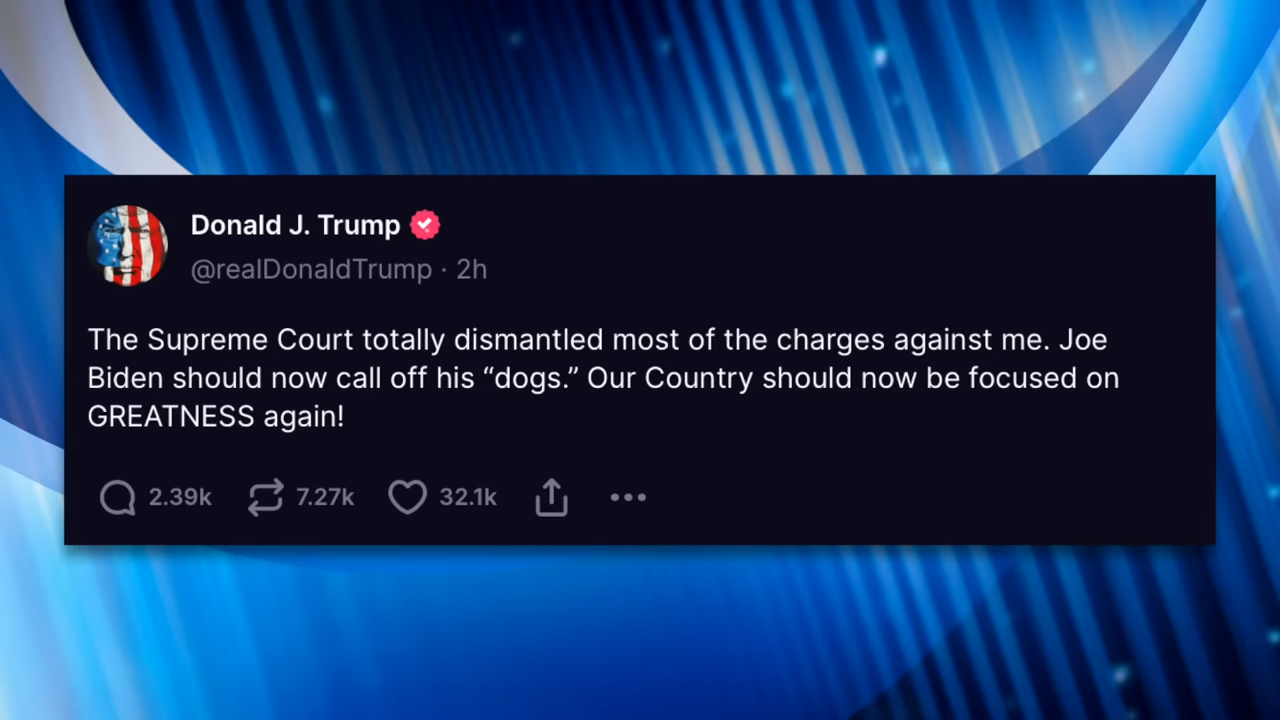 Donald J. Trump
@realDonaldTrump · 2h
The Supreme Court totally dismantled most of the charges against me. Joe
Biden should now call off his “dogs.” Our Country should now be focused on
GREATNESS again!
2.39k 7.27k 32.1k